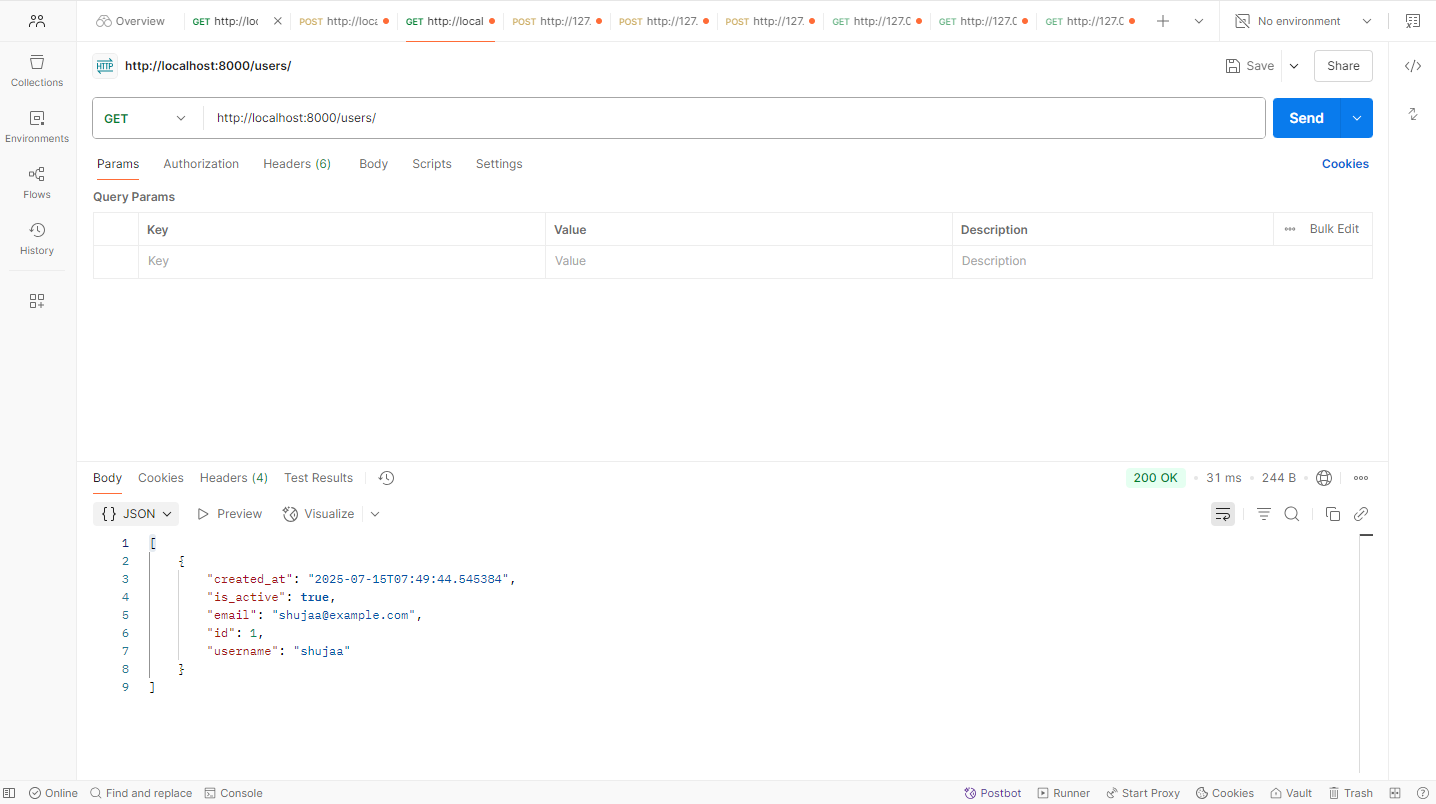 Overview GET http://loc POST http://loca GET http://local POST http://127. POST http://127. POST http://127. GET http://127.0 GET http://127.0 GET http://127.0 No environment
HTTP http://localhost:8000/users/ Save Share
Collections
Environments
Flows
History
GET http://localhost:8000/users/ Send
Params Authorization Headers (6) Body Scripts Settings Cookies
Query Params
Key Value Description Bulk Edit
Key Value Description
Body Cookies Headers (4) Test Results 200 OK 31 ms 244 B
{} JSON Preview Visualize
1 [
2 {
3 "created_at": "2025-07-15T07:49:44.545384",
4 "is_active": true,
5 "email": "shujaa@example.com",
6 "id": 1,
7 "username": "shujaa"
8 }
9 ]
Online Find and replace Console Postbot Runner Start Proxy Cookies Vault Trash